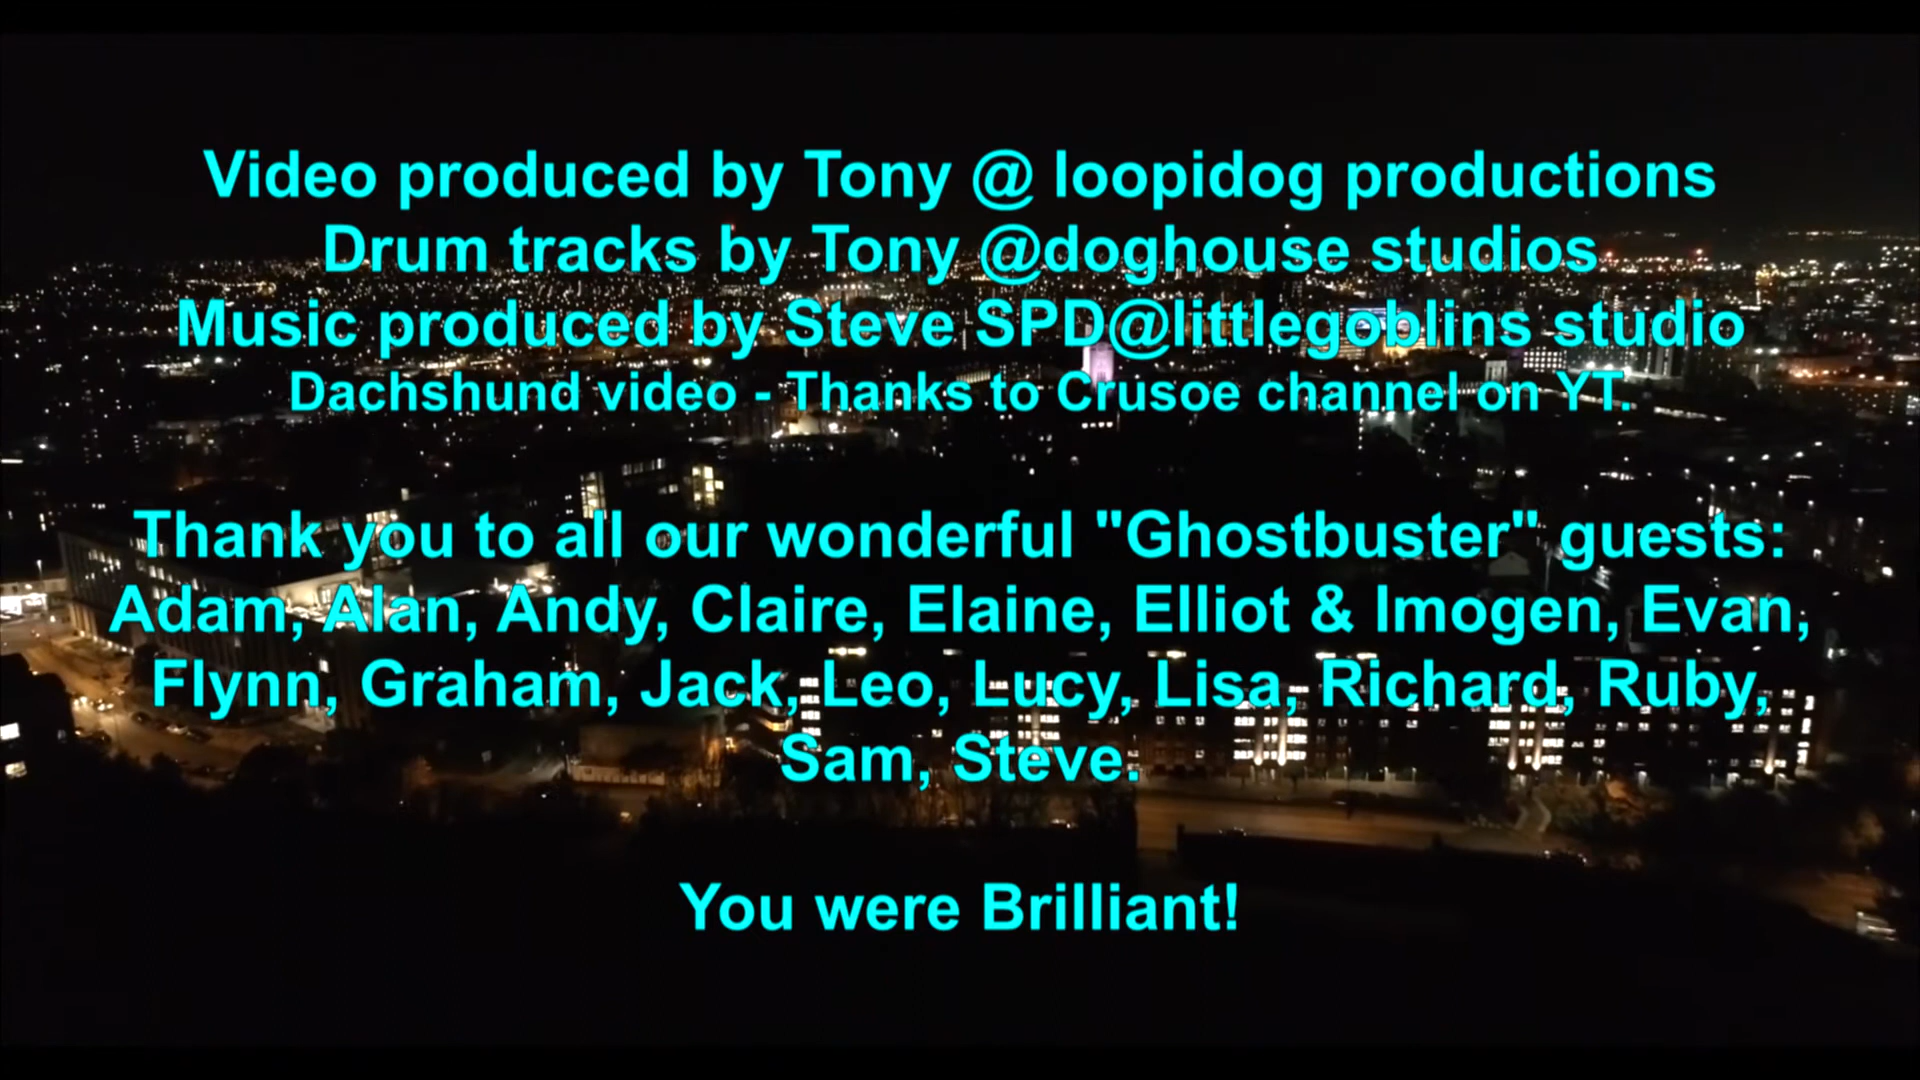 Video produced by Tony @ loopidog productions
Drum tracks by Tony @doghouse studios
Music produced by Steve SPD@littlegoblins studio
Dachshund video - Thanks to Crusoe channel on YT.
Thank you to all our wonderful "Ghostbuster" guests:
Adam, Alan, Andy, Claire, Elaine, Elliot & Imogen, Evan,
Flynn, Graham, Jack, Leo, Lucy, Lisa, Richard, Ruby,
Sam, Steve.
You were Brilliant!